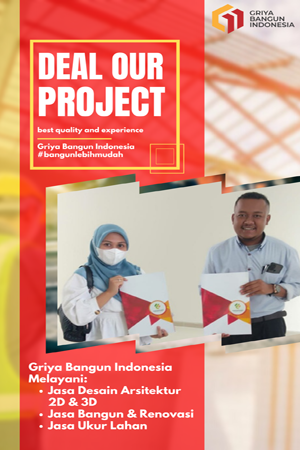 GRIYA
BANGUN
INDONESIA
DEAL OUR
PROJECT
best quality and experience
Griya Bangun Indonesia
#bangunlebihmudah
Griya Bangun Indonesia
Melayani:
• Jasa Desain Arsitektur
2D & 3D
• Jasa Bangun & Renovasi
• Jasa Ukur Lahan